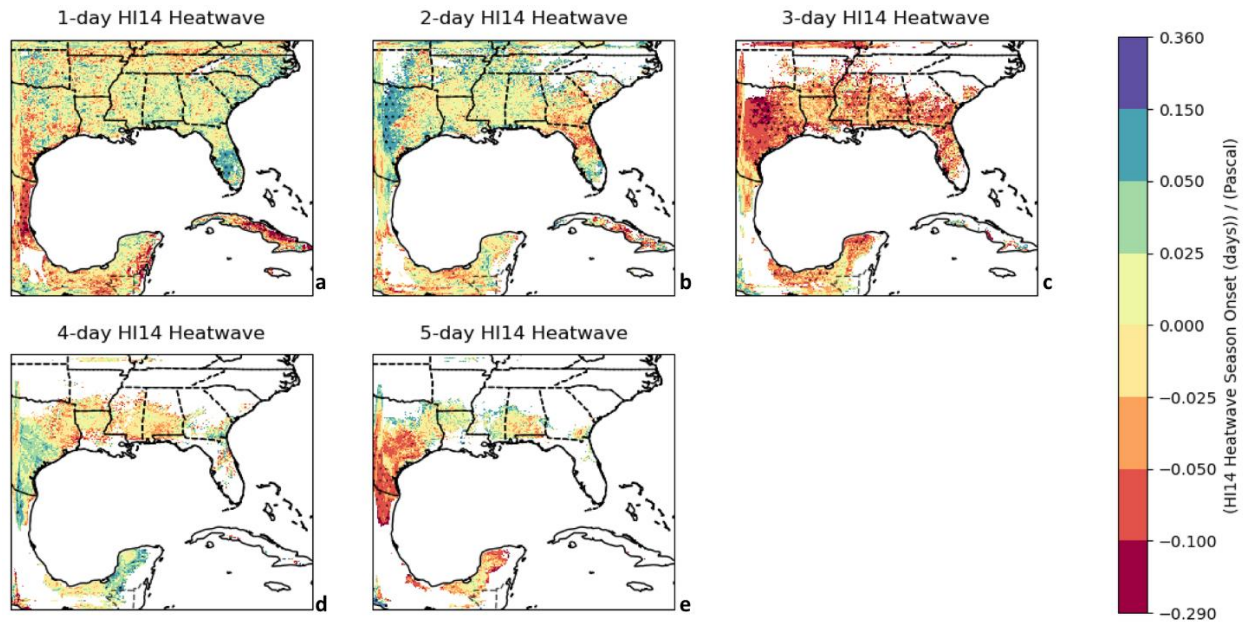 1-day HI14 Heatwave
2-day HI14 Heatwave
3-day HI14 Heatwave
a
b
c
4-day HI14 Heatwave
5-day HI14 Heatwave
d
e
0.360
0.150
0.050
0.025
0.000
−0.025
−0.050
−0.100
−0.290
(HI14 Heatwave Season Onset (days)) / (Pascal)